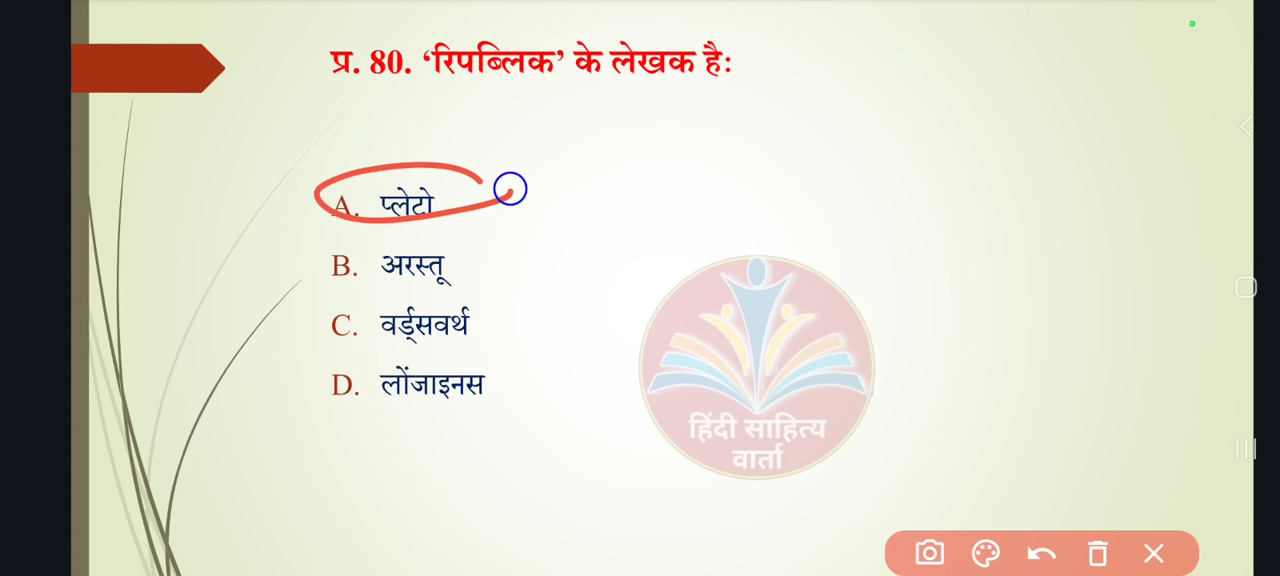 प्र. 80. ‘रिपब्लिक’ के लेखक है:
A. प्लेटो
B. अरस्तू
C. वर्ड्सवर्थ
D. लोंजाइनस
हिंदी साहित्य
वार्ता